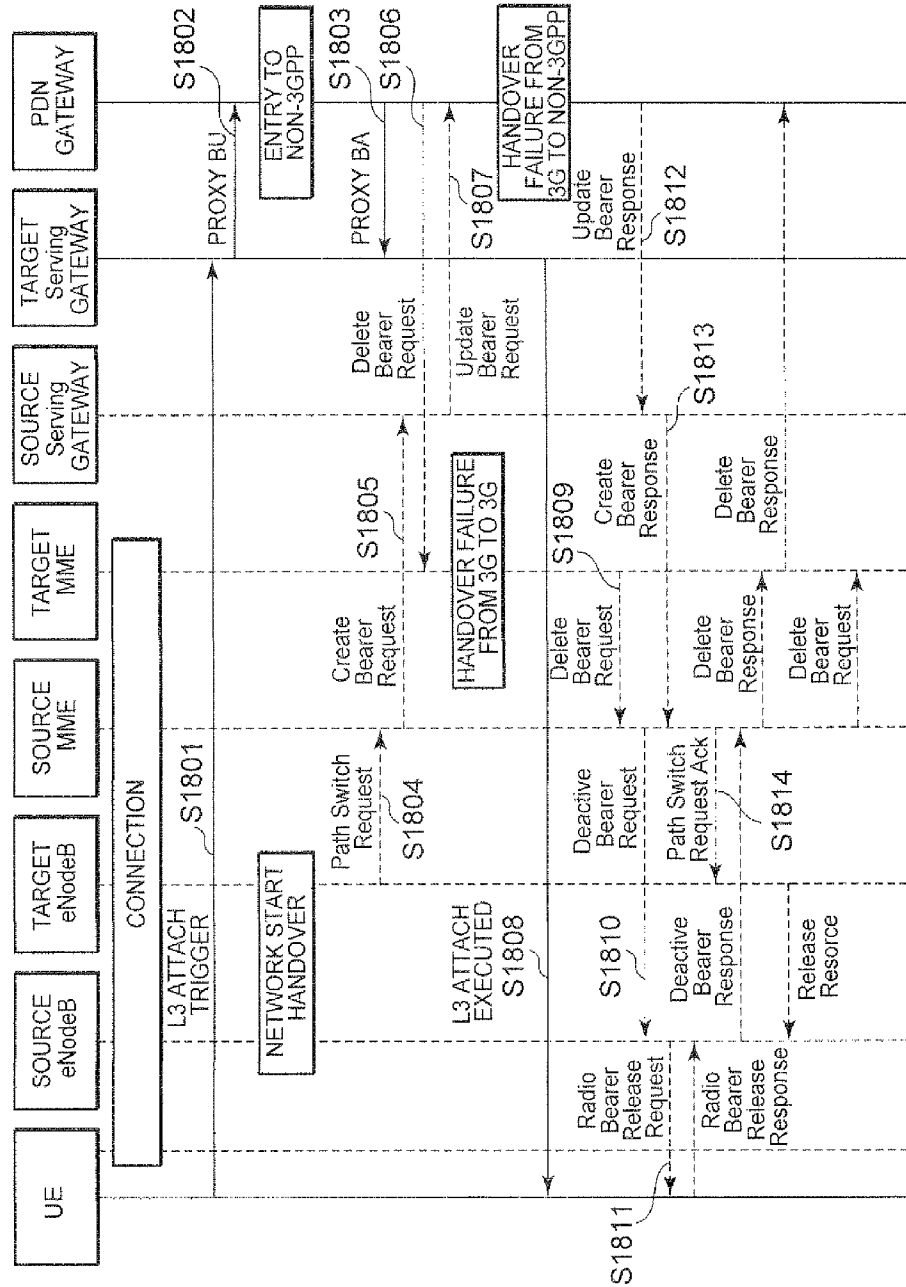 UE
SOURCE
eNodeB
TARGET
eNodeB
SOURCE
MME
TARGET
MME
SOURCE
Serving
GATEWAY
TARGET
Serving
GATEWAY
PDN
GATEWAY
CONNECTION
L3 ATTACH
TRIGGER
S1801
PROXY BU
S1802
ENTRY TO
NON-3GPP
NETWORK START
HANDOVER
PROXY BA
S1803
Path Switch
Request
S1804
Create
Bearer
Request
S1805
Delete
Bearer
Request
S1806
Update
Bearer
Request
S1807
HANDOVER FAILURE
FROM 3G TO 3G
HANDOVER
FAILURE FROM
3G TO NON-3GPP
L3 ATTACH
EXECUTED
S1808
Delete
Bearer
Request
S1809
Deactive
Bearer
Request
S1810
Radio
Bearer
Release
Request
S1811
Update
Bearer
Response
S1812
Create
Bearer
Response
S1813
Radio
Bearer
Release
Response
Path Switch
Request Ack
S1814
Deactive
Bearer
Response
Delete
Bearer
Response
Delete
Bearer
Response
Release
Resorce
Delete
Bearer
Request